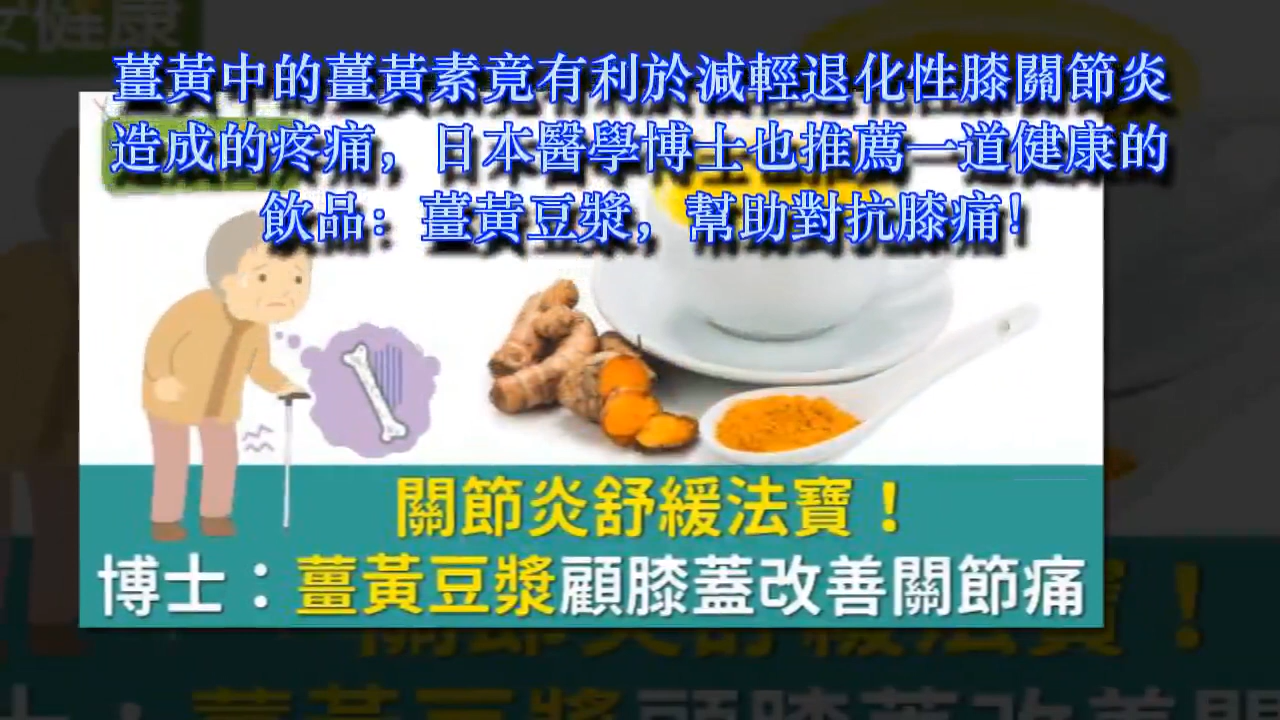 安健康
薑黃中的薑黃素竟有利於減輕退化性膝關節炎
造成的疼痛，日本醫學博士也推薦一道健康的
飲品：薑黃豆漿，幫助對抗膝痛！
關節炎舒緩法寶！
博士：薑黃豆漿顧膝蓋改善關節痛